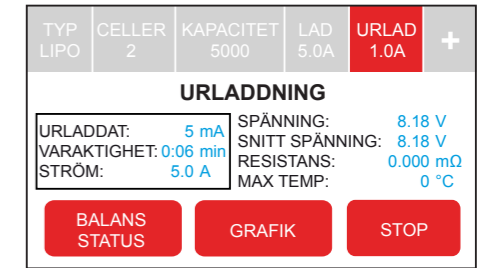 TYP CELLER KAPACITET LAD URLAD +
LIPO 2 5000 5.0A 1.0A
URLADDNING
URLADDAT: 5 mA
VARAKTIGHET: 0:06 min
STRÖM: 5.0 A
SPÄNNING: 8.18 V
SNITT SPÄNNING: 8.18 V
RESISTANS: 0.000 mΩ
MAX TEMP: 0 °C
BALANS
STATUS
GRAFIK
STOP